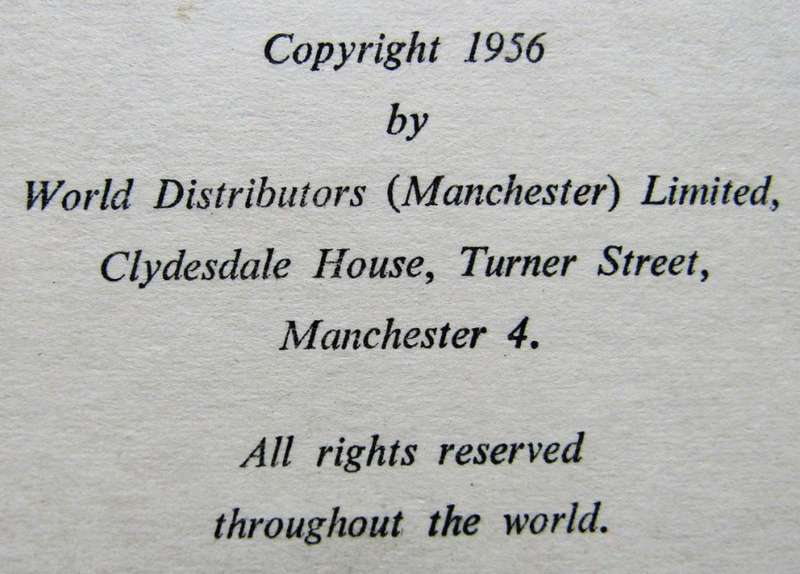 Copyright 1956
by
World Distributors (Manchester) Limited,
Clydesdale House, Turner Street,
Manchester 4.
All rights reserved
throughout the world.